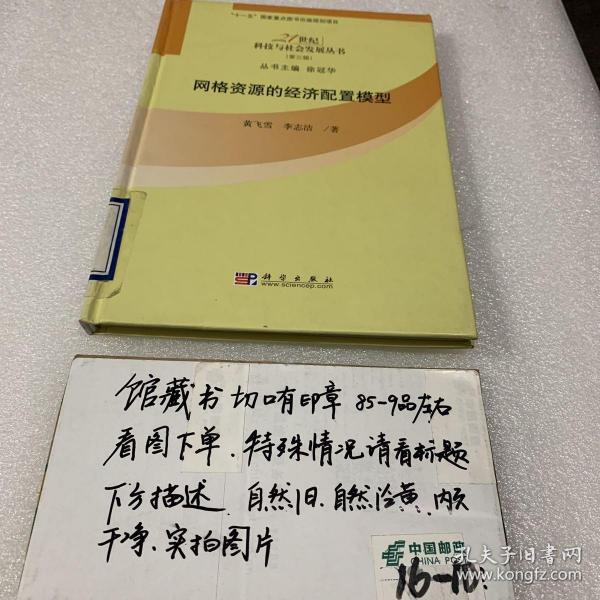 "十一五"国家重点图书出版规划项目
21世纪
科技与社会发展丛书
(第三辑)
丛书主编 徐冠华
网格资源的经济配置模型
黄飞雪 李志洁 /著
科学出版社
www.sciencep.com
馆藏书切口有印章 85-9品左右
看图下单.特殊情况请看标题
下方描述.自然旧.自然泛黄.内页
干净.实拍图片
中国邮政
CHINA POST
16-10:
孔夫子旧书网
kongfz.com